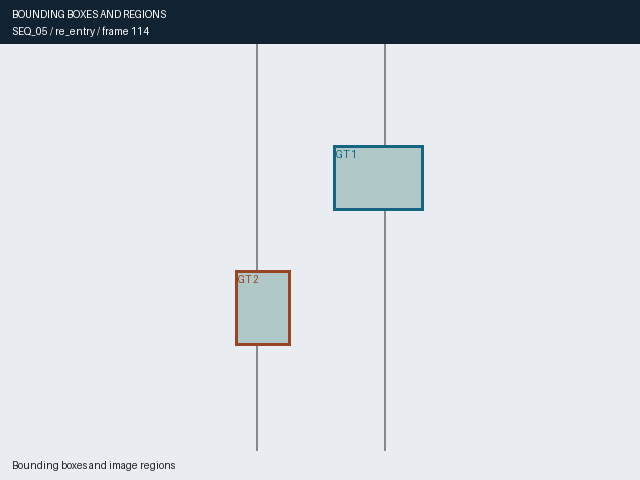 BOUNDING BOXES AND REGIONS
SEQ_05 / re_entry / frame 114
GT1
GT2
Bounding boxes and image regions